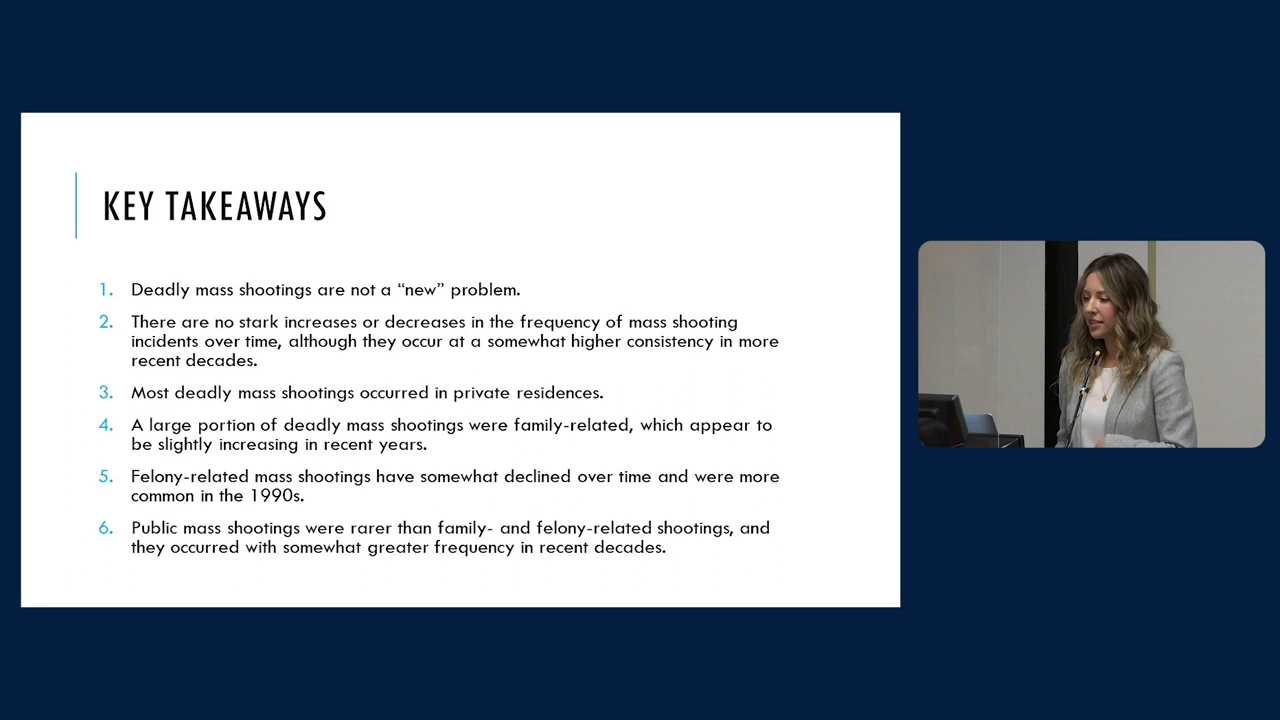 KEY TAKEAWAYS
1. Deadly mass shootings are not a “new” problem.
2. There are no stark increases or decreases in the frequency of mass shooting
incidents over time, although they occur at a somewhat higher consistency in more
recent decades.
3. Most deadly mass shootings occurred in private residences.
4. A large portion of deadly mass shootings were family-related, which appear to
be slightly increasing in recent years.
5. Felony-related mass shootings have somewhat declined over time and were more
common in the 1990s.
6. Public mass shootings were rarer than family- and felony-related shootings, and
they occurred with somewhat greater frequency in recent decades.